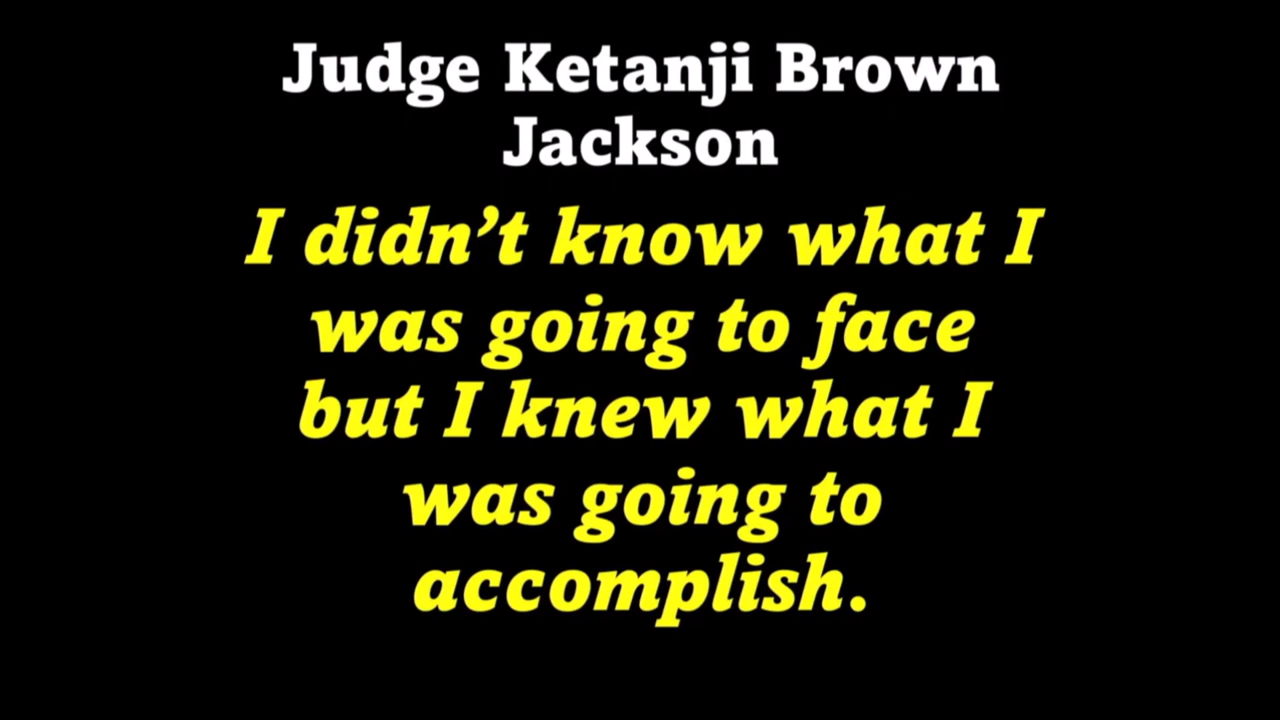 Judge Ketanji Brown
Jackson
I didn’t know what I
was going to face
but I knew what I
was going to
accomplish.